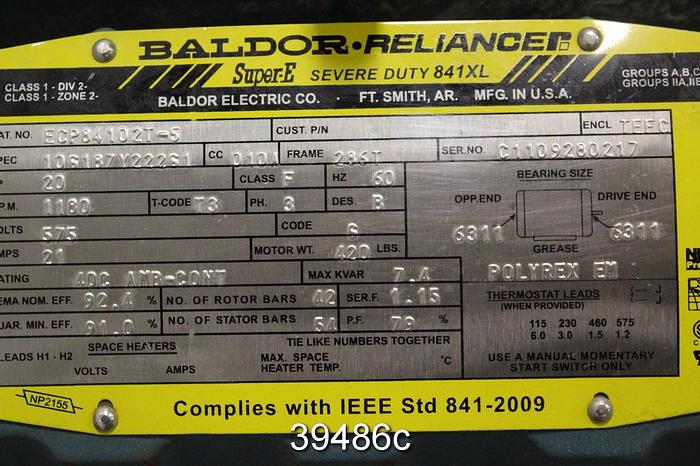 BALDOR·RELIANCER
Super-E SEVERE DUTY 841XL
CLASS 1 - DIV 2-
CLASS 1 - ZONE 2-
GROUPS A,B,C
GROUPS IIA,IIB
BALDOR ELECTRIC CO. FT. SMITH, AR. MFG. IN U.S.A.
AT. NO. ECP84102T-5 CUST. P/N ENCL TEFC
PEC 10G187Y222G1 CC 010A FRAME 286T SER.NO. C1109280217
P 20 CLASS F HZ 60
P.M. 1180 T-CODE T3 PH. 3 DES. B
OLTS 575 CODE G
MPS 21 MOTOR WT. 420 LBS.
ATING 40C AMB-CONT MAX KVAR 7.4
EMA NOM. EFF. 92.4 % NO. OF ROTOR BARS 42 SER.F. 1.15
UAR. MIN. EFF. 91.0 % NO. OF STATOR BARS 54 P.F. 79 %
SPACE HEATERS TIE LIKE NUMBERS TOGETHER
LEADS H1 - H2 VOLTS AMPS MAX. SPACE HEATER TEMP. °C
BEARING SIZE
OPP.END DRIVE END
6311 6311
GREASE
POLYREX EM
THERMOSTAT LEADS
(WHEN PROVIDED)
115 230 460 575
6.0 3.0 1.5 1.2
USE A MANUAL MOMENTARY
START SWITCH ONLY
NP2155
Complies with IEEE Std 841-2009
39486c